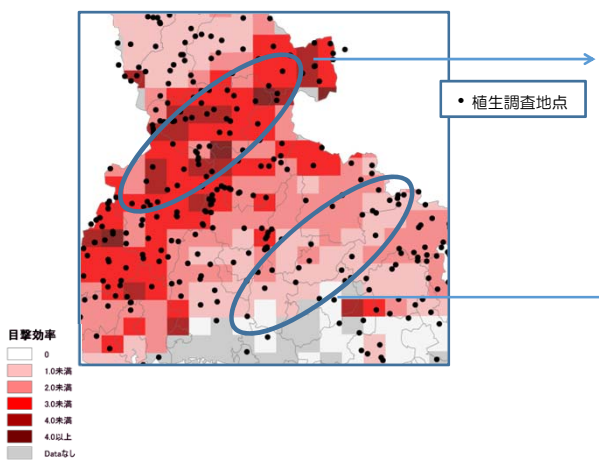 • 植生調査地点
目撃効率
0
1.0未満
2.0未満
3.0未満
4.0未満
4.0以上
Dataなし